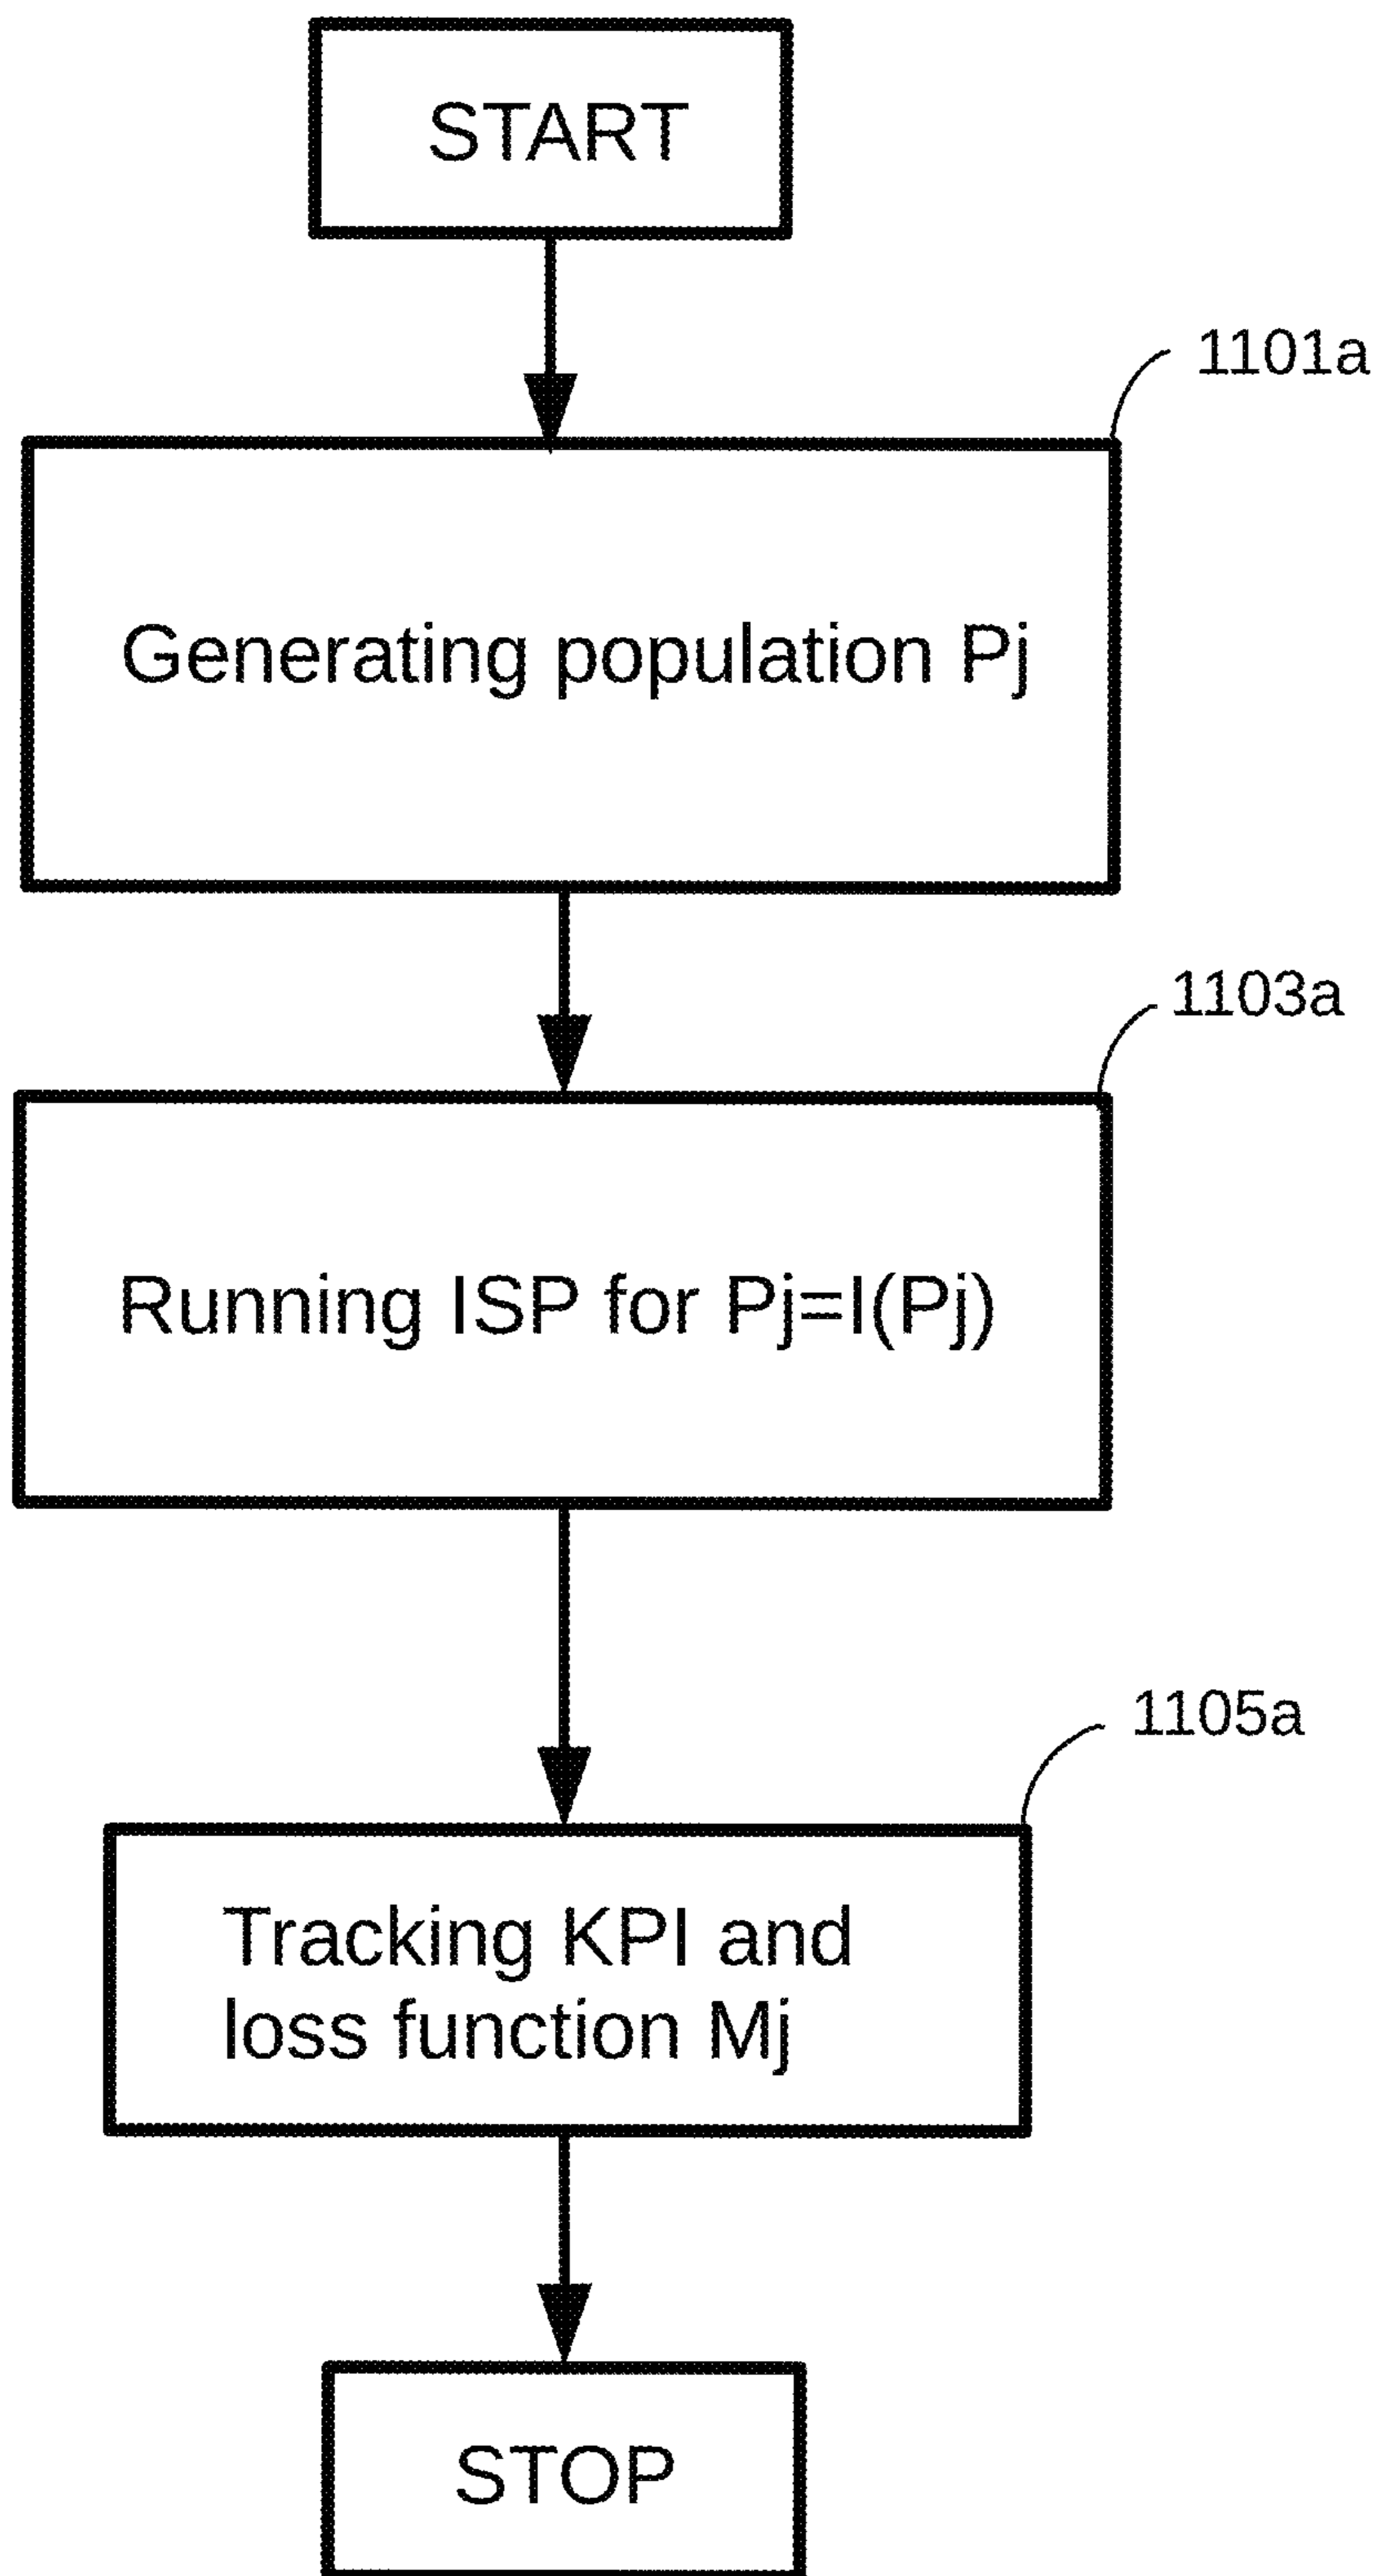 START
1101a
Generating population Pj
1103a
Running ISP for Pj=I(Pj)
1105a
Tracking KPI and
loss function Mj
STOP